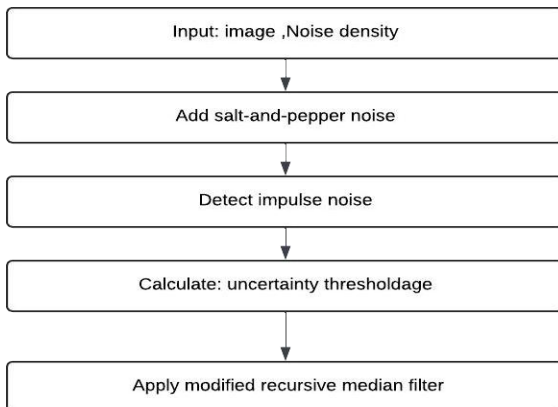 Input: image ,Noise density
Add salt-and-pepper noise
Detect impulse noise
Calculate: uncertainty thresholdage
Apply modified recursive median filter